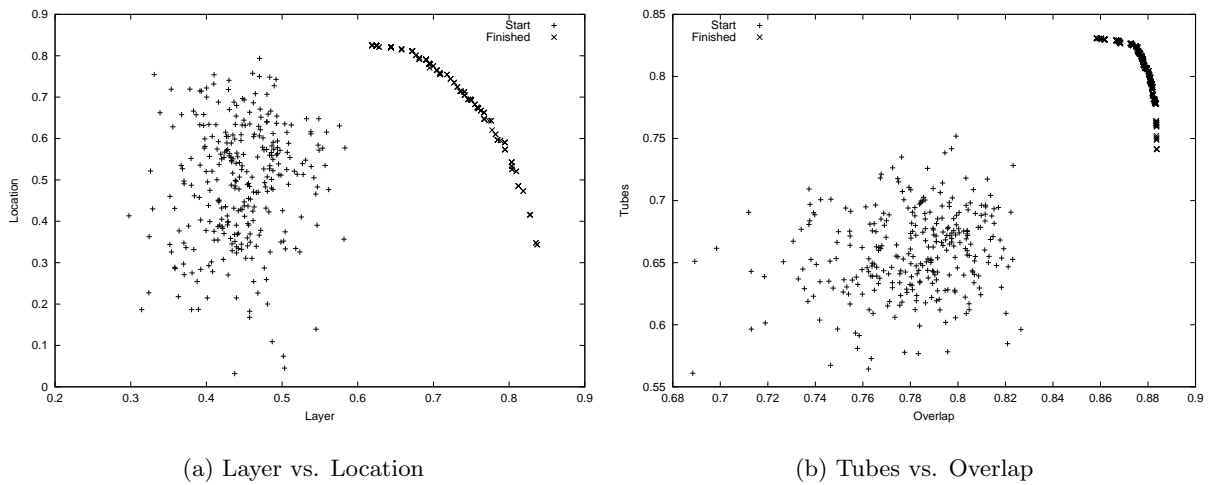 0.9
0.8
0.7
0.6
0.5
0.4
0.3
0.2
0.1
0
Location
0.2 0.3 0.4 0.5 0.6 0.7 0.8 0.9
Layer
Start
Finished
(a) Layer vs. Location
0.85
0.8
0.75
0.7
0.65
0.6
0.55
Tubes
0.68 0.7 0.72 0.74 0.76 0.78 0.8 0.82 0.84 0.86 0.88 0.9
Overlap
Start
Finished
(b) Tubes vs. Overlap